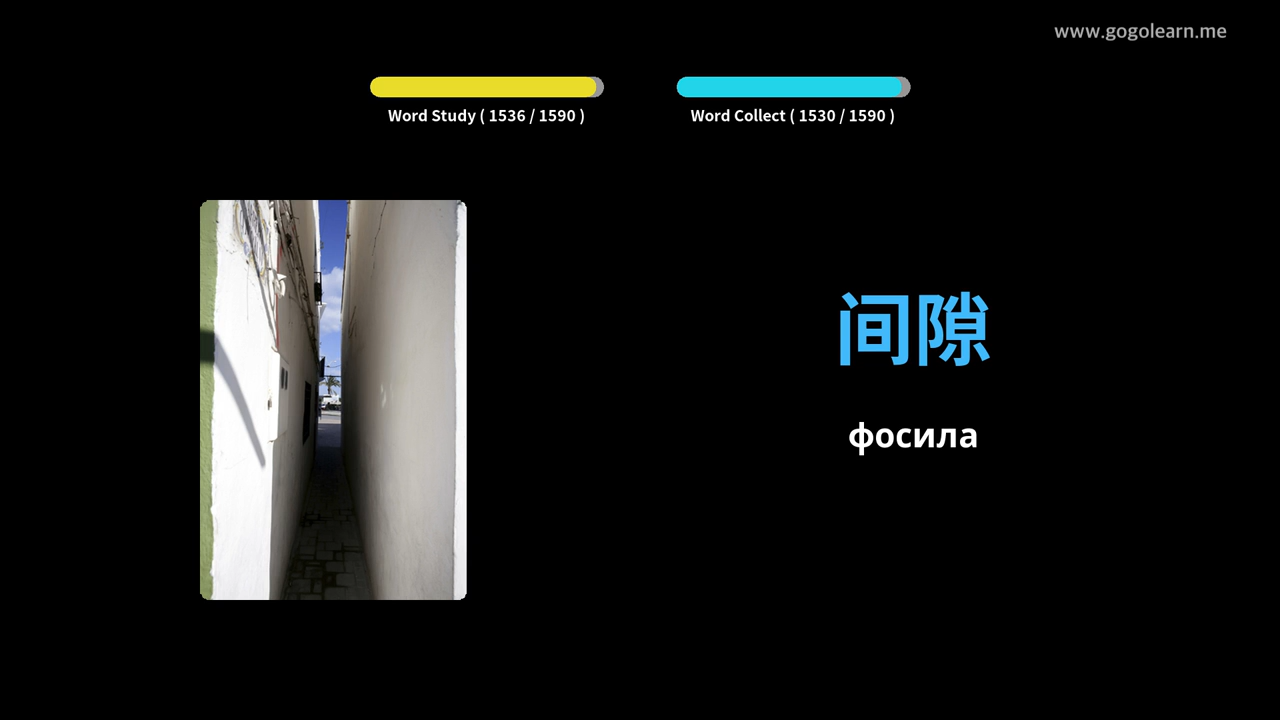 www.gogolearn.me
Word Study ( 1536 / 1590 )
Word Collect ( 1530 / 1590 )
间隙
фосила